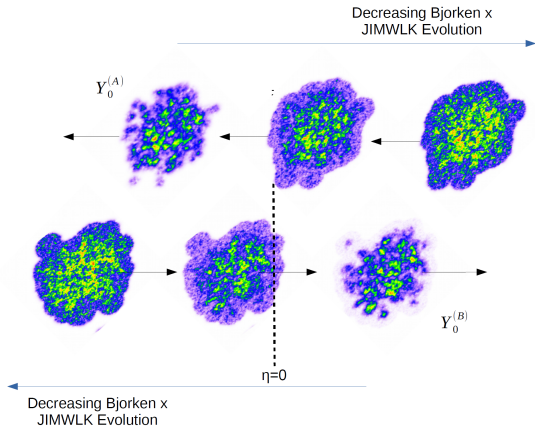 Decreasing Bjorken x
JIMWLK Evolution
Y_0^{(A)}
:
Y_0^{(B)}
η=0
Decreasing Bjorken x
JIMWLK Evolution